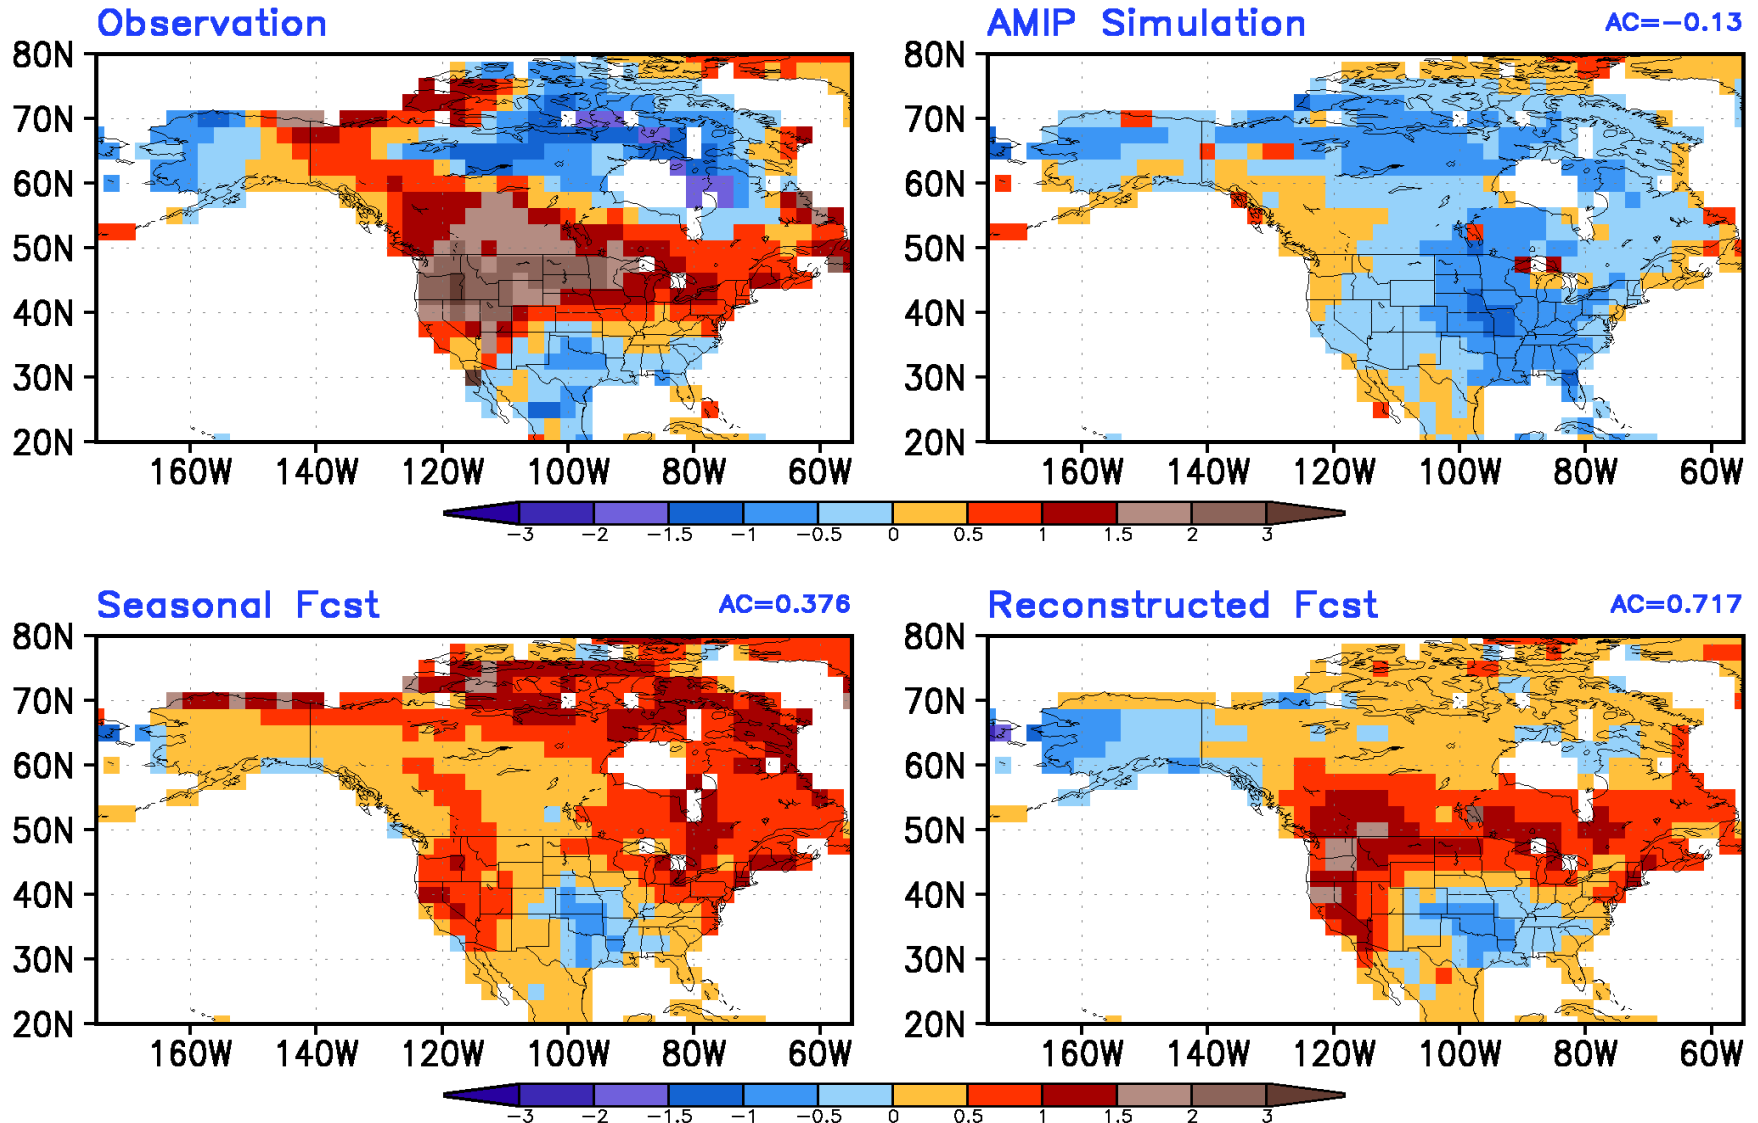 Observation
AMIP Simulation AC=-0.13
80N 80N
70N 70N
60N 60N
50N 50N
40N 40N
30N 30N
20N 20N
160W 140W 120W 100W 80W 60W 160W 140W 120W 100W 80W 60W
-3 -2 -1.5 -1 -0.5 0 0.5 1 1.5 2 3
Seasonal Fcst AC=0.376
Reconstructed Fcst AC=0.717
80N 80N
70N 70N
60N 60N
50N 50N
40N 40N
30N 30N
20N 20N
160W 140W 120W 100W 80W 60W 160W 140W 120W 100W 80W 60W
-3 -2 -1.5 -1 -0.5 0 0.5 1 1.5 2 3